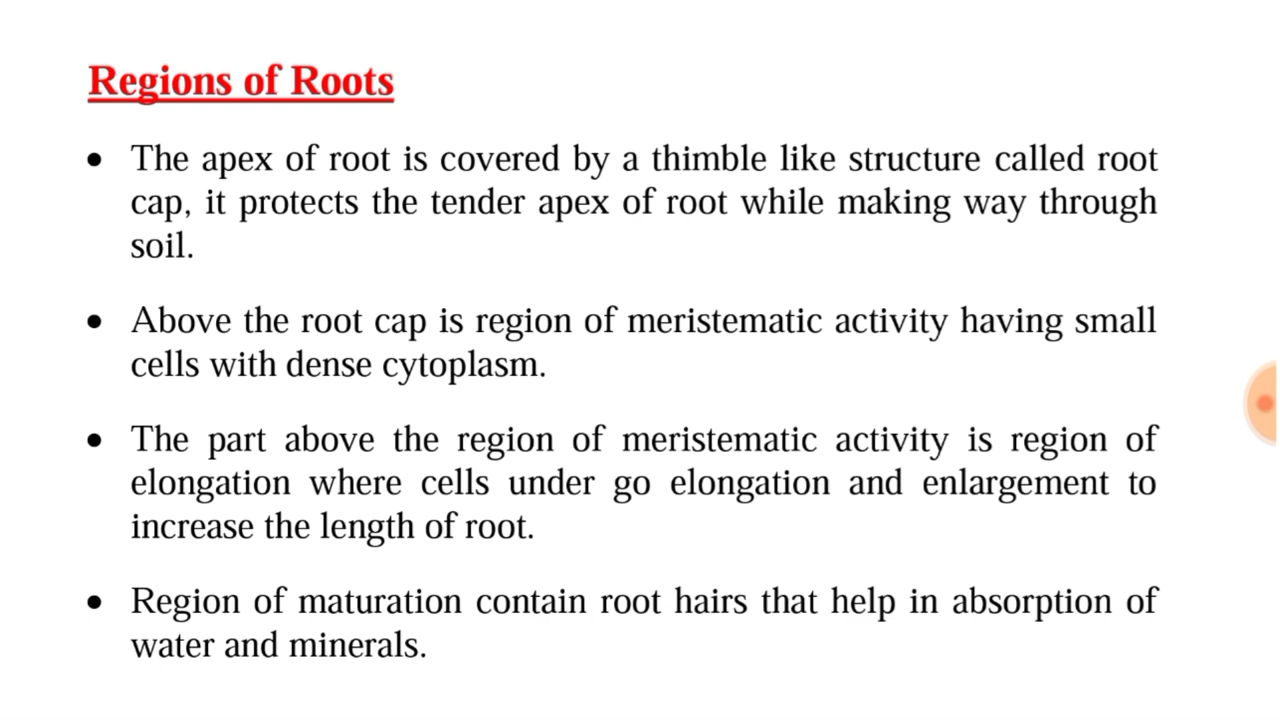 Regions of Roots
• The apex of root is covered by a thimble like structure called root
cap, it protects the tender apex of root while making way through
soil.
• Above the root cap is region of meristematic activity having small
cells with dense cytoplasm.
• The part above the region of meristematic activity is region of
elongation where cells under go elongation and enlargement to
increase the length of root.
• Region of maturation contain root hairs that help in absorption of
water and minerals.